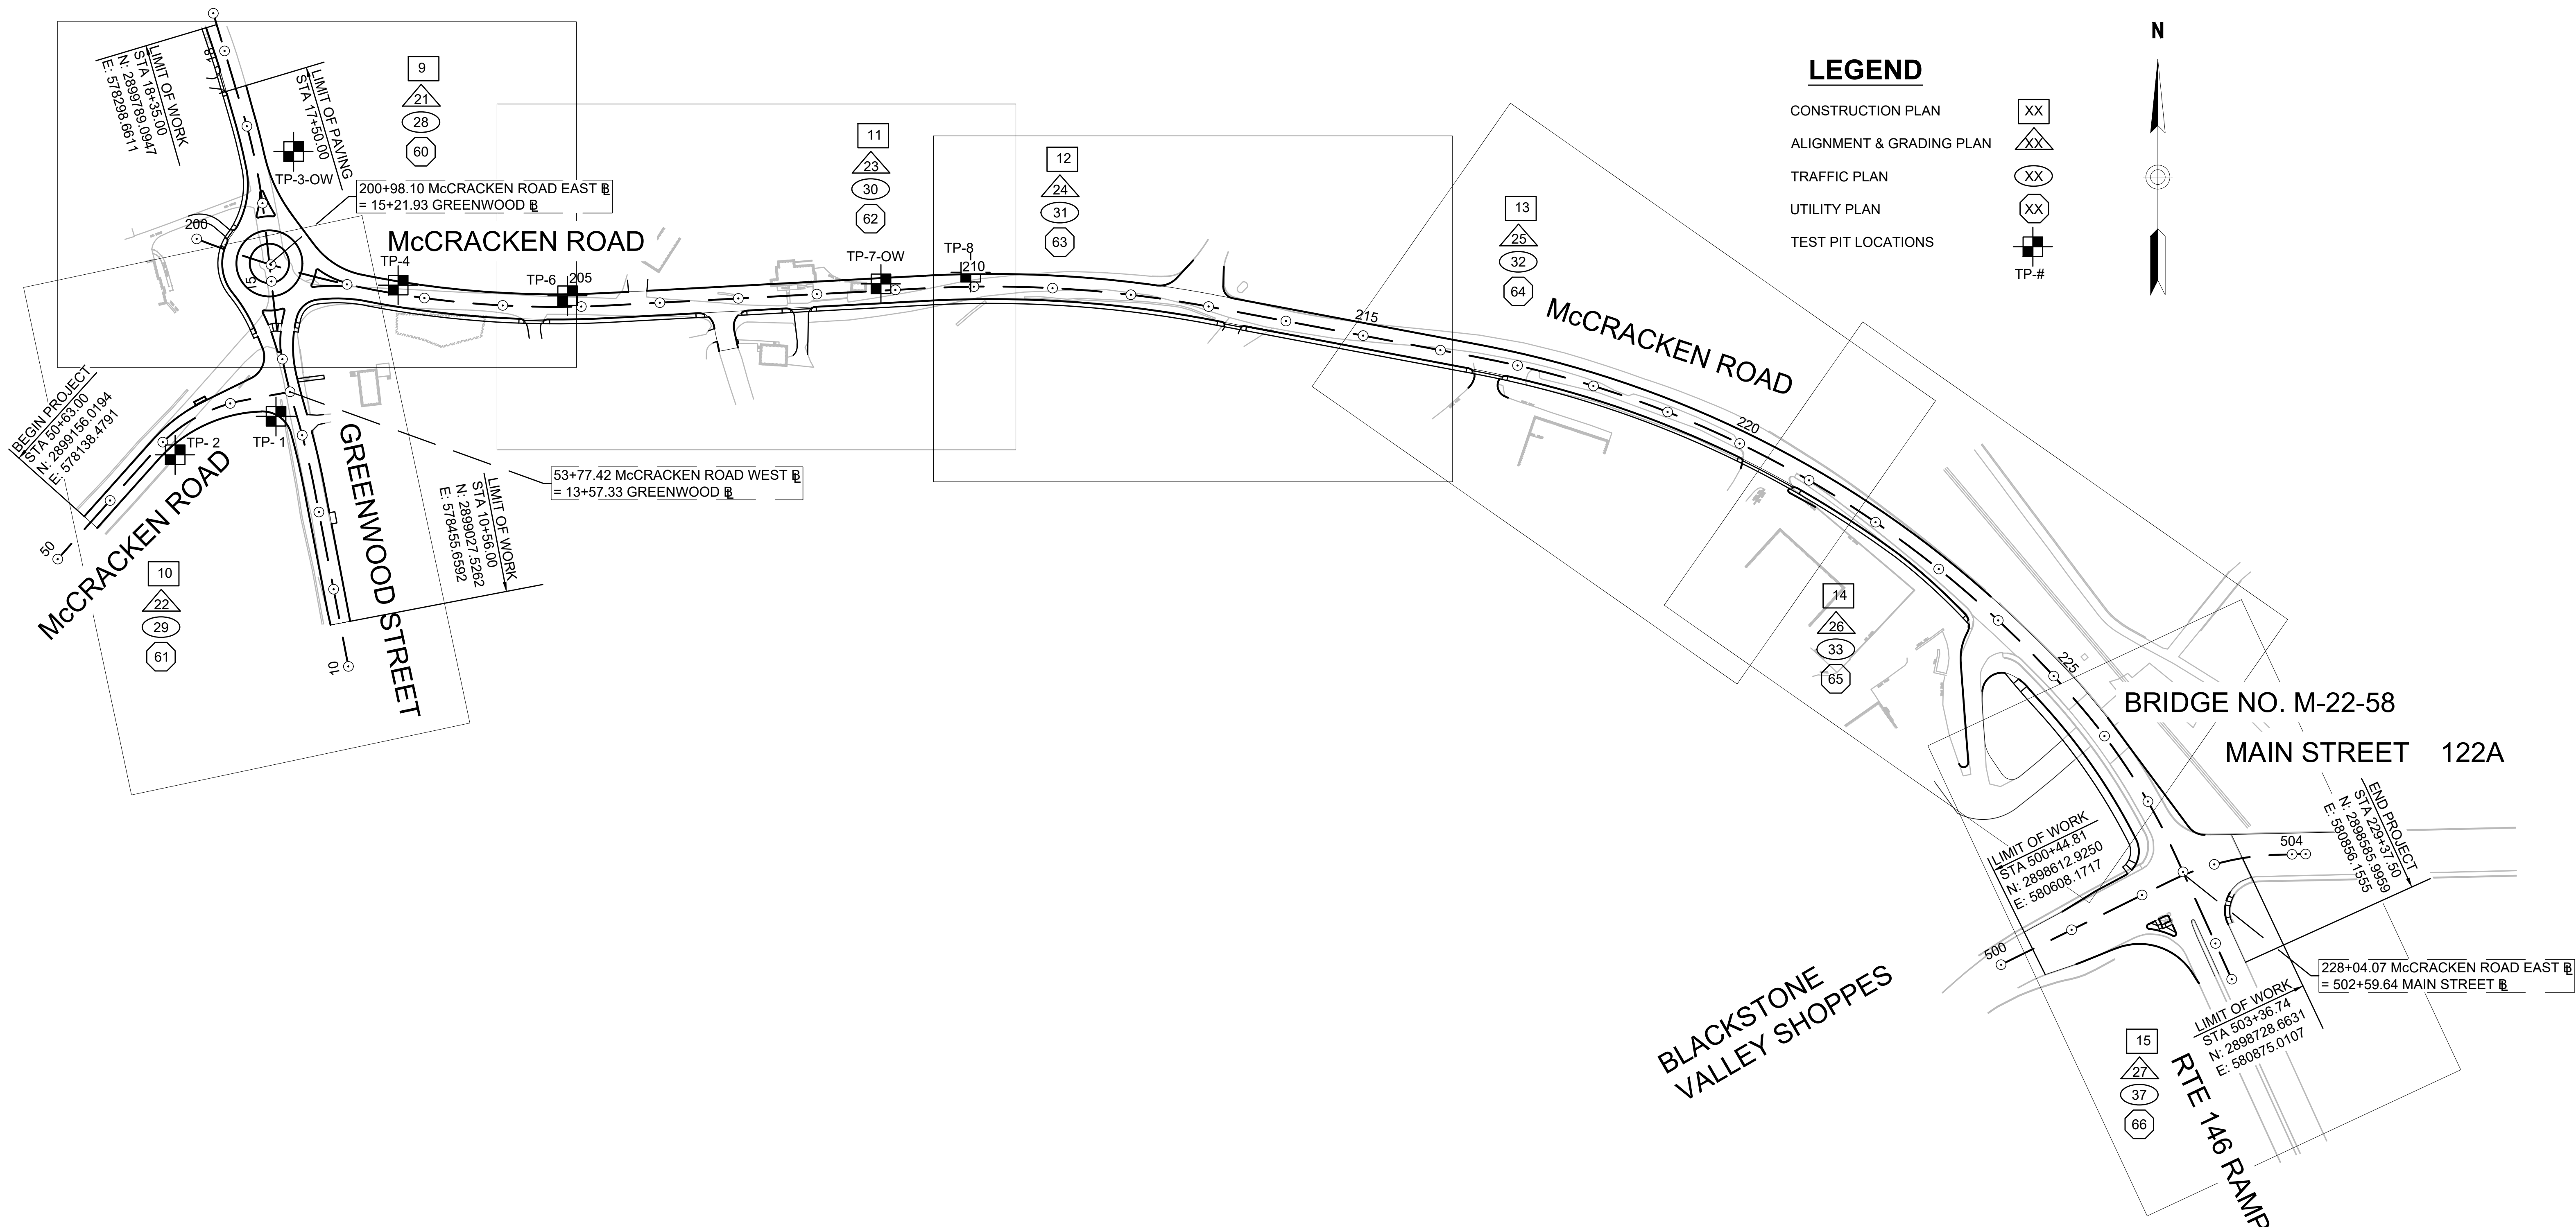 LIMIT OF WORK
STA 18+35.00
N: 2899789.0947
E: 578298.6611
18
LIMIT OF PAVING
STA 17+50.00
TP-3-OW
9
21
28
60
200+98.10 McCRACKEN ROAD EAST BL
= 15+21.93 GREENWOOD BL
200
15
McCRACKEN ROAD
TP-4
TP-6
205
11
23
30
62
TP-7-OW
TP-8
210
12
24
31
63
13
25
32
64
215
McCRACKEN ROAD
220
LEGEND
CONSTRUCTION PLAN
XX
ALIGNMENT & GRADING PLAN
XX
TRAFFIC PLAN
XX
UTILITY PLAN
XX
TEST PIT LOCATIONS
TP-#
N
BEGIN PROJECT
STA 50+63.00
N: 2899156.0194
E: 578138.4791
TP- 2
TP- 1
McCRACKEN ROAD
50
10
22
29
61
GREENWOOD STREET
10
LIMIT OF WORK
STA 10+56.00
N: 2899027.5262
E: 578455.6592
53+77.42 McCRACKEN ROAD WEST BL
= 13+57.33 GREENWOOD BL
14
26
33
65
225
BRIDGE NO. M-22-58
MAIN STREET 122A
END PROJECT
STA 229+37.50
N: 2898585.9959
E: 580856.1555
504
LIMIT OF WORK
STA 500+44.81
N: 2898612.9250
E: 580608.1717
500
BLACKSTONE
VALLEY SHOPPES
228+04.07 McCRACKEN ROAD EAST BL
= 502+59.64 MAIN STREET BL
LIMIT OF WORK
STA 503+36.74
N: 2898728.6631
E: 580875.0107
15
27
37
66
RTE 146 RAMP